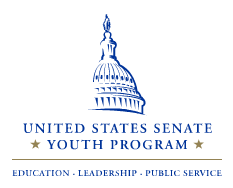 UNITED STATES SENATE
★ YOUTH PROGRAM ★
EDUCATION · LEADERSHIP · PUBLIC SERVICE